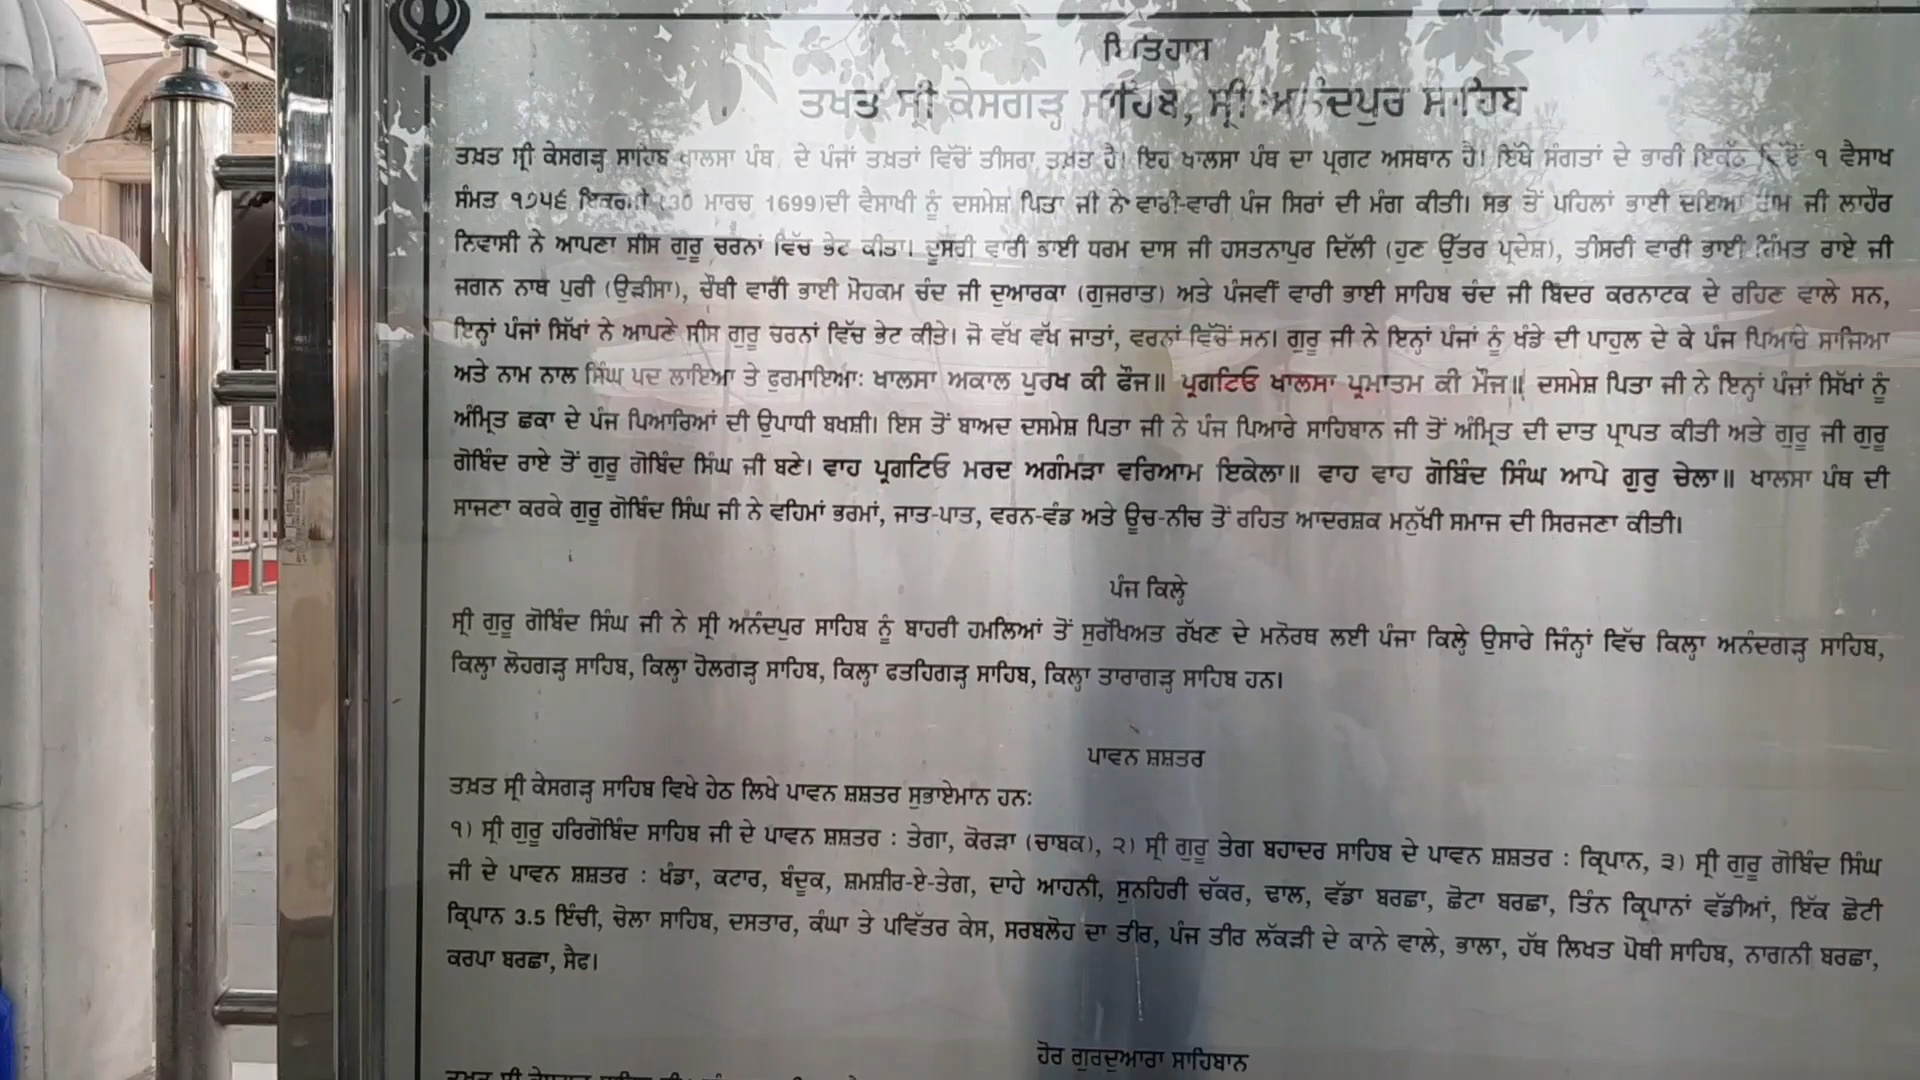 ਇਤਿਹਾਸ
ਤਖਤ ਸ੍ਰੀ ਕੇਸਗੜ੍ਹ ਸਾਹਿਬ, ਸ੍ਰੀ ਅਨੰਦਪੁਰ ਸਾਹਿਬ
ਤਖ਼ਤ ਸ੍ਰੀ ਕੇਸਗੜ੍ਹ ਸਾਹਿਬ ਖਾਲਸਾ ਪੰਥ ਦੇ ਪੰਜਾਂ ਤਖ਼ਤਾਂ ਵਿੱਚੋਂ ਤੀਸਰਾ ਤਖ਼ਤ ਹੈ। ਇਹ ਖਾਲਸਾ ਪੰਥ ਦਾ ਪ੍ਰਗਟ ਅਸਥਾਨ ਹੈ। ਇੱਥੇ ਸੰਗਤਾਂ ਦੇ ਭਾਰੀ ਇਕੱਠ ਵਿੱਚੋਂ ੧ ਵੈਸਾਖ
ਸੰਮਤ ੧੭੫੬ (30 ਮਾਰਚ 1699)ਦੀ ਵੈਸਾਖੀ ਨੂੰ ਦਸਮੇਸ਼ ਪਿਤਾ ਜੀ ਨੇ ਵਾਰੀ-ਵਾਰੀ ਪੰਜ ਸਿਰਾਂ ਦੀ ਮੰਗ ਕੀਤੀ। ਸਭ ਤੋਂ ਪਹਿਲਾਂ ਭਾਈ ਦਇਆ ਰਾਮ ਜੀ ਲਾਹੌਰ
ਨਿਵਾਸੀ ਨੇ ਆਪਣਾ ਸੀਸ ਗੁਰੂ ਚਰਨਾਂ ਵਿੱਚ ਭੇਟ ਕੀਤਾ। ਦੂਸਰੀ ਵਾਰੀ ਭਾਈ ਧਰਮ ਦਾਸ ਜੀ ਹਸਤਨਾਪੁਰ ਦਿੱਲੀ (ਹੁਣ ਉੱਤਰ ਪ੍ਰਦੇਸ਼), ਤੀਸਰੀ ਵਾਰੀ ਭਾਈ ਹਿੰਮਤ ਰਾਏ ਜੀ
ਜਗਨ ਨਾਥ ਪੁਰੀ (ਉੜੀਸਾ), ਚੌਥੀ ਵਾਰੀ ਭਾਈ ਮੋਹਕਮ ਚੰਦ ਜੀ ਦੁਆਰਕਾ (ਗੁਜਰਾਤ) ਅਤੇ ਪੰਜਵੀਂ ਵਾਰੀ ਭਾਈ ਸਾਹਿਬ ਚੰਦ ਜੀ ਬਿਦਰ ਕਰਨਾਟਕ ਦੇ ਰਹਿਣ ਵਾਲੇ ਸਨ,
ਇਨ੍ਹਾਂ ਪੰਜਾਂ ਸਿੱਖਾਂ ਨੇ ਆਪਣੇ ਸੀਸ ਗੁਰੂ ਚਰਨਾਂ ਵਿੱਚ ਭੇਟ ਕੀਤੇ। ਜੋ ਵੱਖ ਵੱਖ ਜਾਤਾਂ, ਵਰਨਾਂ ਵਿੱਚੋਂ ਸਨ। ਗੁਰੂ ਜੀ ਨੇ ਇਨ੍ਹਾਂ ਪੰਜਾਂ ਨੂੰ ਖੰਡੇ ਦੀ ਪਾਹੁਲ ਦੇ ਕੇ ਪੰਜ ਪਿਆਰੇ ਸਾਜਿਆ
ਅਤੇ ਨਾਮ ਨਾਲ ਸਿੰਘ ਪਦ ਲਾਇਆ ਤੇ ਫੁਰਮਾਇਆ: ਖਾਲਸਾ ਅਕਾਲ ਪੁਰਖ ਕੀ ਫੌਜ॥ ਪ੍ਰਗਟਿਓ ਖਾਲਸਾ ਪ੍ਰਮਾਤਮ ਕੀ ਮੌਜ॥ ਦਸਮੇਸ਼ ਪਿਤਾ ਜੀ ਨੇ ਇਨ੍ਹਾਂ ਪੰਜਾਂ ਸਿੱਖਾਂ ਨੂੰ
ਅੰਮ੍ਰਿਤ ਛਕਾ ਦੇ ਪੰਜ ਪਿਆਰਿਆਂ ਦੀ ਉਪਾਧੀ ਬਖਸ਼ੀ। ਇਸ ਤੋਂ ਬਾਅਦ ਦਸਮੇਸ਼ ਪਿਤਾ ਜੀ ਨੇ ਪੰਜ ਪਿਆਰੇ ਸਾਹਿਬਾਨ ਜੀ ਤੋਂ ਅੰਮ੍ਰਿਤ ਦੀ ਦਾਤ ਪ੍ਰਾਪਤ ਕੀਤੀ ਅਤੇ ਗੁਰੂ ਜੀ ਗੁਰੂ
ਗੋਬਿੰਦ ਰਾਏ ਤੋਂ ਗੁਰੂ ਗੋਬਿੰਦ ਸਿੰਘ ਜੀ ਬਣੇ। ਵਾਹ ਪ੍ਰਗਟਿਓ ਮਰਦ ਅਗੰਮੜਾ ਵਰਿਆਮ ਇਕੇਲਾ॥ ਵਾਹ ਵਾਹ ਗੋਬਿੰਦ ਸਿੰਘ ਆਪੇ ਗੁਰੁ ਚੇਲਾ॥ ਖਾਲਸਾ ਪੰਥ ਦੀ
ਸਾਜਣਾ ਕਰਕੇ ਗੁਰੂ ਗੋਬਿੰਦ ਸਿੰਘ ਜੀ ਨੇ ਵਹਿਮਾਂ ਭਰਮਾਂ, ਜਾਤ-ਪਾਤ, ਵਰਨ-ਵੰਡ ਅਤੇ ਊਚ-ਨੀਚ ਤੋਂ ਰਹਿਤ ਆਦਰਸ਼ਕ ਮਨੁੱਖੀ ਸਮਾਜ ਦੀ ਸਿਰਜਣਾ ਕੀਤੀ।
ਪੰਜ ਕਿਲ੍ਹੇ
ਸ੍ਰੀ ਗੁਰੂ ਗੋਬਿੰਦ ਸਿੰਘ ਜੀ ਨੇ ਸ੍ਰੀ ਅਨੰਦਪੁਰ ਸਾਹਿਬ ਨੂੰ ਬਾਹਰੀ ਹਮਲਿਆਂ ਤੋਂ ਸੁਰੱਖਿਅਤ ਰੱਖਣ ਦੇ ਮਨੋਰਥ ਲਈ ਪੰਜਾ ਕਿਲ੍ਹੇ ਉਸਾਰੇ ਜਿੰਨ੍ਹਾਂ ਵਿੱਚ ਕਿਲ੍ਹਾ ਅਨੰਦਗੜ੍ਹ ਸਾਹਿਬ,
ਕਿਲ੍ਹਾ ਲੋਹਗੜ੍ਹ ਸਾਹਿਬ, ਕਿਲ੍ਹਾ ਹੋਲਗੜ੍ਹ ਸਾਹਿਬ, ਕਿਲ੍ਹਾ ਫਤਹਿਗੜ੍ਹ ਸਾਹਿਬ, ਕਿਲ੍ਹਾ ਤਾਰਾਗੜ੍ਹ ਸਾਹਿਬ ਹਨ।
ਪਾਵਨ ਸ਼ਸ਼ਤਰ
ਤਖ਼ਤ ਸ੍ਰੀ ਕੇਸਗੜ੍ਹ ਸਾਹਿਬ ਵਿਖੇ ਹੇਠ ਲਿਖੇ ਪਾਵਨ ਸ਼ਸ਼ਤਰ ਸੁਭਾਏਮਾਨ ਹਨ:
੧) ਸ੍ਰੀ ਗੁਰੂ ਹਰਿਗੋਬਿੰਦ ਸਾਹਿਬ ਜੀ ਦੇ ਪਾਵਨ ਸ਼ਸ਼ਤਰ : ਤੇਗਾ, ਕੋਰੜਾ (ਚਾਬਕ), ੨) ਸ੍ਰੀ ਗੁਰੂ ਤੇਗ ਬਹਾਦਰ ਸਾਹਿਬ ਦੇ ਪਾਵਨ ਸ਼ਸ਼ਤਰ : ਕ੍ਰਿਪਾਨ, ੩) ਸ੍ਰੀ ਗੁਰੂ ਗੋਬਿੰਦ ਸਿੰਘ
ਜੀ ਦੇ ਪਾਵਨ ਸ਼ਸ਼ਤਰ : ਖੰਡਾ, ਕਟਾਰ, ਬੰਦੂਕ, ਸ਼ਮਸ਼ੀਰ-ਏ-ਤੇਗ, ਦਾਹੇ ਆਹਨੀ, ਸੁਨਹਿਰੀ ਚੱਕਰ, ਢਾਲ, ਵੱਡਾ ਬਰਛਾ, ਛੋਟਾ ਬਰਛਾ, ਤਿੰਨ ਕ੍ਰਿਪਾਨਾਂ ਵੱਡੀਆਂ, ਇੱਕ ਛੋਟੀ
ਕ੍ਰਿਪਾਨ 3.5 ਇੰਚੀ, ਚੋਲਾ ਸਾਹਿਬ, ਦਸਤਾਰ, ਕੰਘਾ ਤੇ ਪਵਿੱਤਰ ਕੇਸ, ਸਰਬਲੋਹ ਦਾ ਤੀਰ, ਪੰਜ ਤੀਰ ਲੱਕੜੀ ਦੇ ਕਾਨੇ ਵਾਲੇ, ਭਾਲਾ, ਹੱਥ ਲਿਖਤ ਪੋਥੀ ਸਾਹਿਬ, ਨਾਗਨੀ ਬਰਛਾ,
ਕਰਪਾ ਬਰਛਾ, ਸੈਫ।
ਹੋਰ ਗੁਰਦੁਆਰਾ ਸਾਹਿਬਾਨ